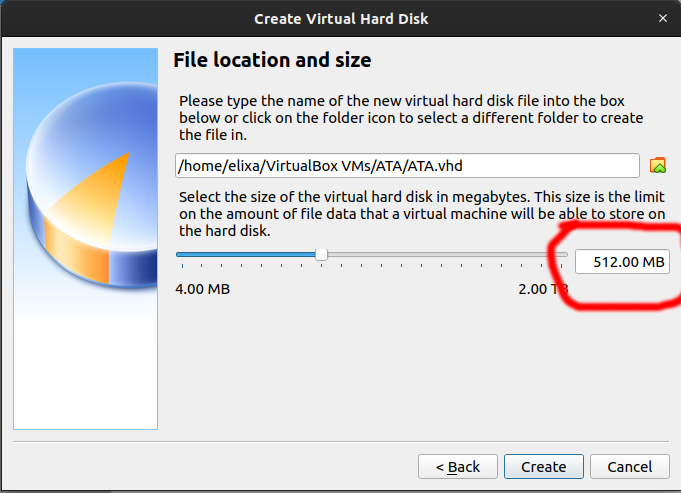 Create Virtual Hard Disk
×
File location and size
Please type the name of the new virtual hard disk file into the box
below or click on the folder icon to select a different folder to create
the file in.
/home/elixa/VirtualBox VMs/ATA/ATA.vhd
Select the size of the virtual hard disk in megabytes. This size is the limit
on the amount of file data that a virtual machine will be able to store on
the hard disk.
512.00 MB
4.00 MB 2.00 TB
< Back Create Cancel